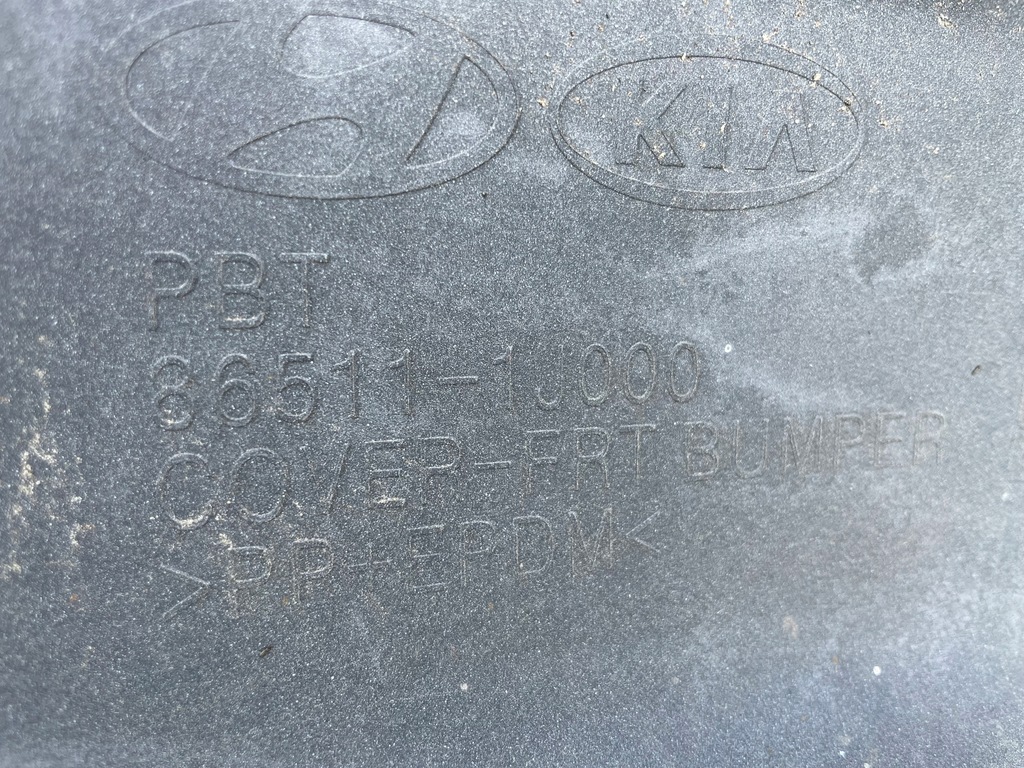 KIA
PBT
86511-1J000
COVER-FRT BUMPER
>PP+EPDM<